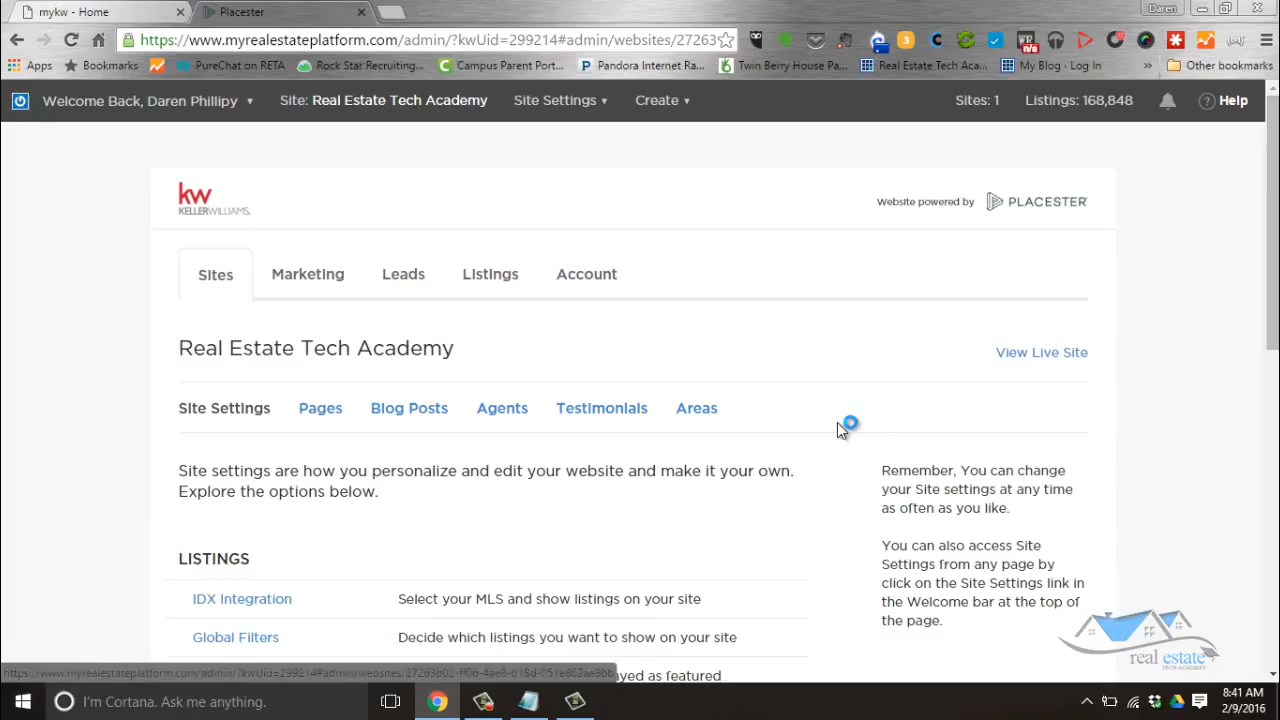 mykw - Home
Placester
Daren
https://www.myrealestateplatform.com/admin/?kwUid=299214#admin/websites/27263
Apps
Bookmarks
PureChat on RETA
Rock Star Recruiting...
Campus Parent Port...
Pandora Internet Ra...
Twin Berry House Pa...
Real Estate Tech Aca...
My Blog ‹ Log In
»
Other bookmarks
Welcome Back, Daren Phillipy
Site: Real Estate Tech Academy
Site Settings
Create
Sites: 1
Listings: 168,848
? Help
kw
KELLERWILLIAMS.
Website powered by PLACESTER
Sites
Marketing
Leads
Listings
Account
Real Estate Tech Academy
View Live Site
Site Settings
Pages
Blog Posts
Agents
Testimonials
Areas
Site settings are how you personalize and edit your website and make it your own.
Explore the options below.
Remember, You can change
your Site settings at any time
as often as you like.
You can also access Site
Settings from any page by
click on the Site Settings link in
the Welcome bar at the top of
the page.
LISTINGS
IDX Integration
Select your MLS and show listings on your site
Global Filters
Decide which listings you want to show on your site
ayed as featured
real estate
TECH ACADEMY
I'm Cortana. Ask me anything.
8:41 AM
2/9/2016